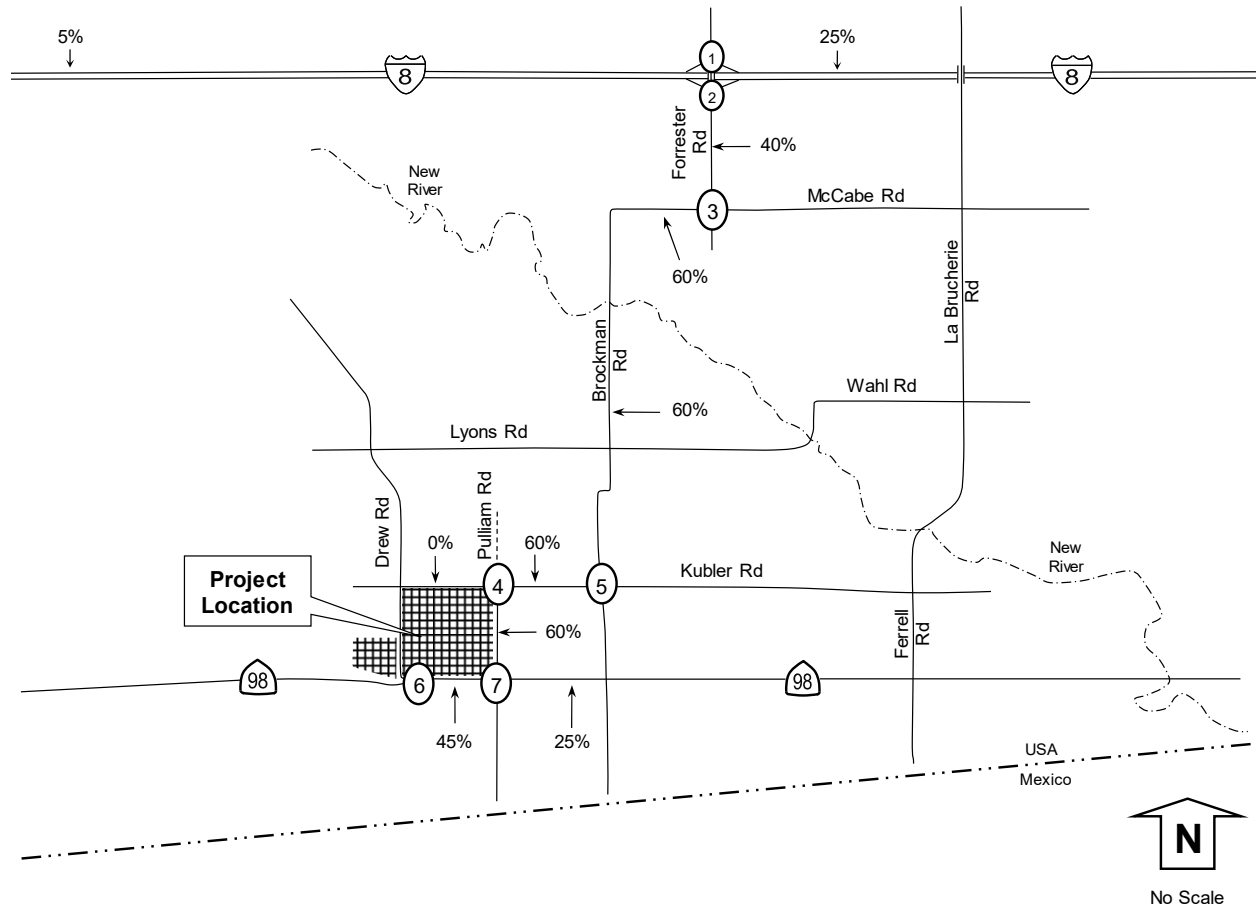 5%
25%
8
8
1
2
Forrester
Rd
40%
New
River
McCabe Rd
3
60%
La Brucherie
Rd
Brockman
Rd
Wahl Rd
60%
Lyons Rd
Pulliam Rd
Drew Rd
0%
60%
New
River
Project
Location
4
5
Kubler Rd
60%
Ferrell
Rd
98
6
7
98
45%
25%
USA
Mexico
N
No Scale